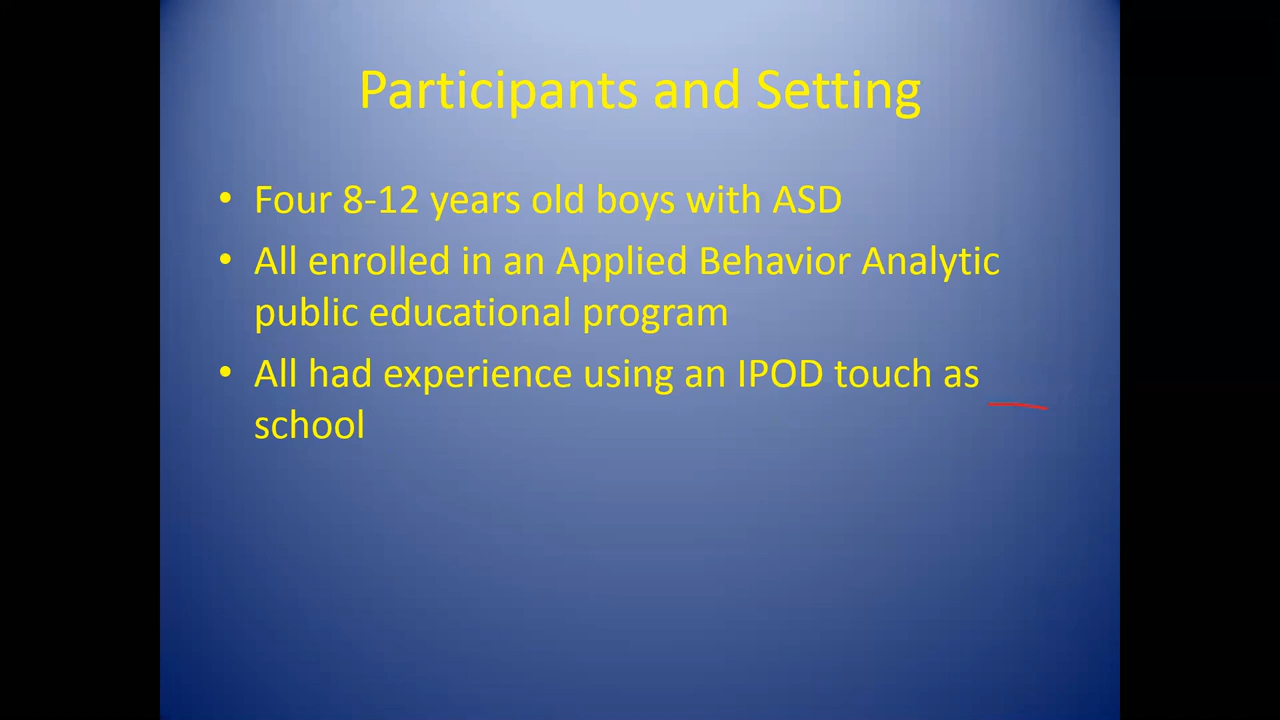 Participants and Setting
• Four 8-12 years old boys with ASD
• All enrolled in an Applied Behavior Analytic
public educational program
• All had experience using an IPOD touch as
school